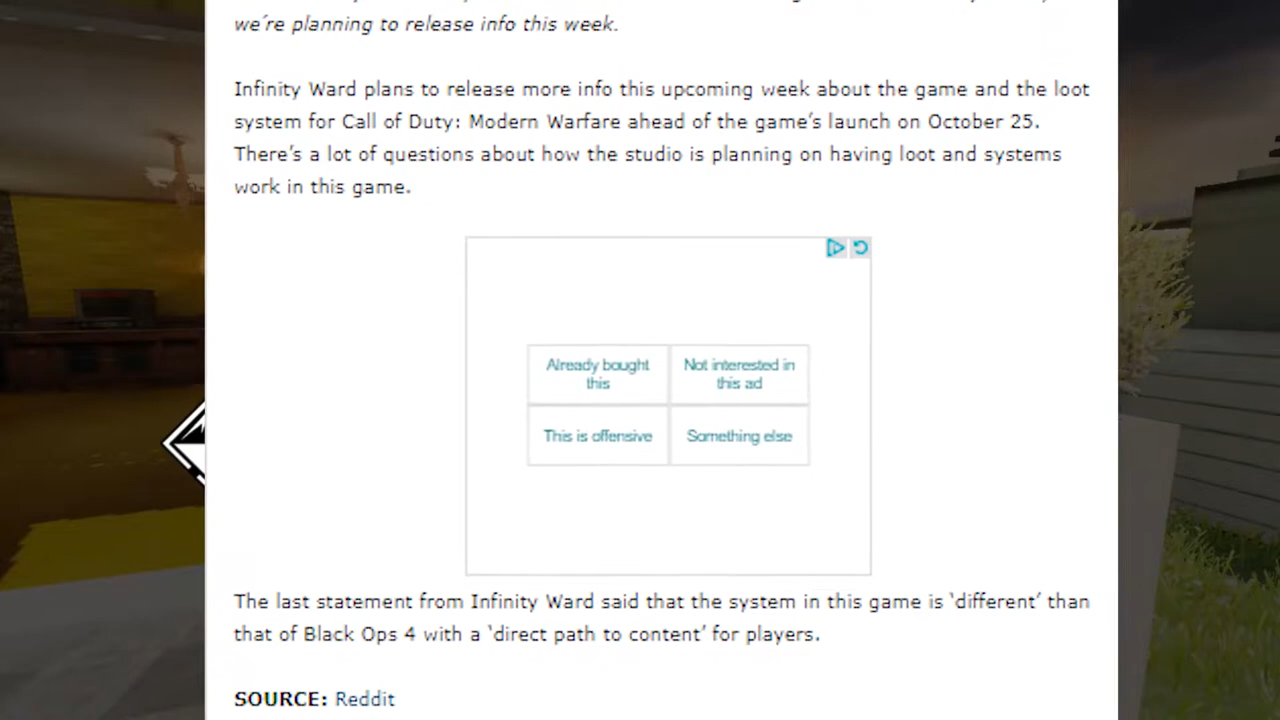 we're planning to release info this week.
Infinity Ward plans to release more info this upcoming week about the game and the loot
system for Call of Duty: Modern Warfare ahead of the game's launch on October 25.
There's a lot of questions about how the studio is planning on having loot and systems
work in this game.
Already bought
this
Not interested in
this ad
This is offensive
Something else
The last statement from Infinity Ward said that the system in this game is 'different' than
that of Black Ops 4 with a 'direct path to content' for players.
SOURCE: Reddit